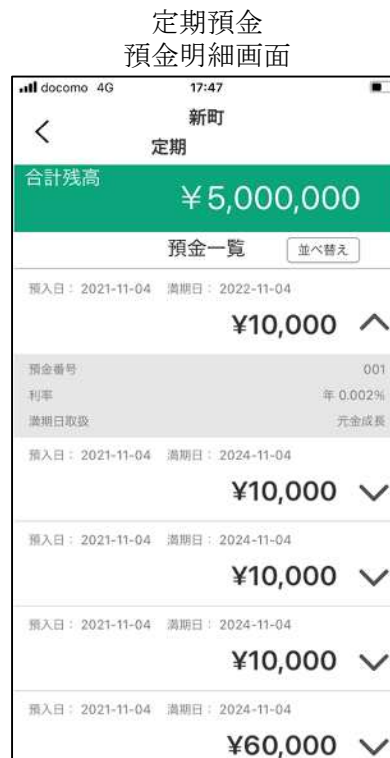 定期預金
預金明細画面
docomo 4G 17:47
新町
定期
合計残高
¥5,000,000
預金一覧 並べ替え
預入日：2021-11-04 満期日：2022-11-04
¥10,000
預金番号 001
利率 年 0.002%
満期日取扱 元金成長
預入日：2021-11-04 満期日：2024-11-04
¥10,000
預入日：2021-11-04 満期日：2024-11-04
¥10,000
預入日：2021-11-04 満期日：2024-11-04
¥10,000
預入日：2021-11-04 満期日：2024-11-04
¥60,000